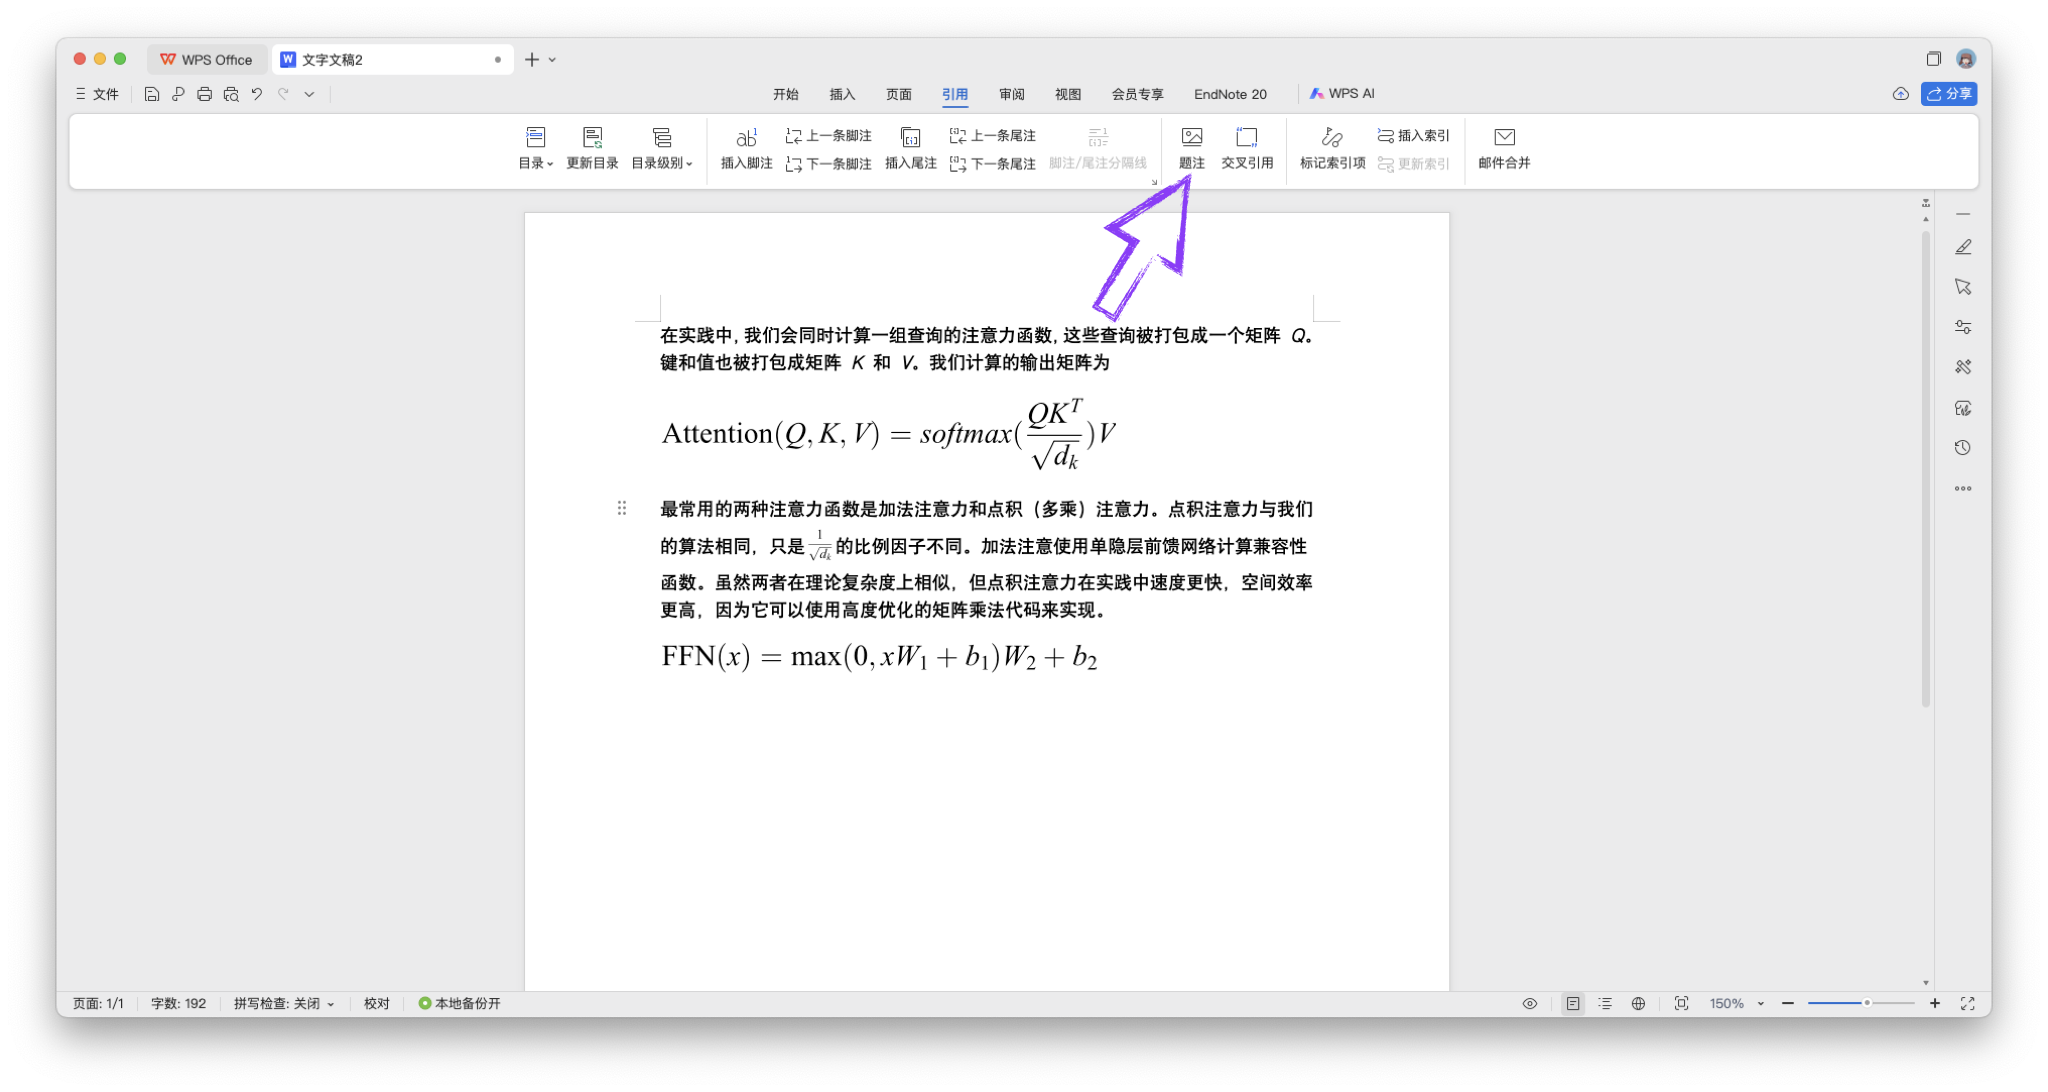 WPS Office
文字文稿2
文件
开始
插入
页面
引用
审阅
视图
会员专享
EndNote 20
WPS AI
分享
目录
更新目录
目录级别
插入脚注
上一条脚注
下一条脚注
插入尾注
上一条尾注
下一条尾注
脚注/尾注分隔线
题注
交叉引用
标记索引项
插入索引
更新索引
邮件合并
在实践中, 我们会同时计算一组查询的注意力函数, 这些查询被打包成一个矩阵 Q。
键和值也被打包成矩阵 K 和 V。我们计算的输出矩阵为
Attention(Q, K, V) = softmax(QK^T/√d_k)V
最常用的两种注意力函数是加法注意力和点积（多乘）注意力。点积注意力与我们
的算法相同，只是 1/√d_k 的比例因子不同。加法注意使用单隐层前馈网络计算兼容性
函数。虽然两者在理论复杂度上相似，但点积注意力在实践中速度更快，空间效率
更高，因为它可以使用高度优化的矩阵乘法代码来实现。
FFN(x) = max(0, xW₁ + b₁)W₂ + b₂
页面: 1/1
字数: 192
拼写检查: 关闭
校对
本地备份开
150%